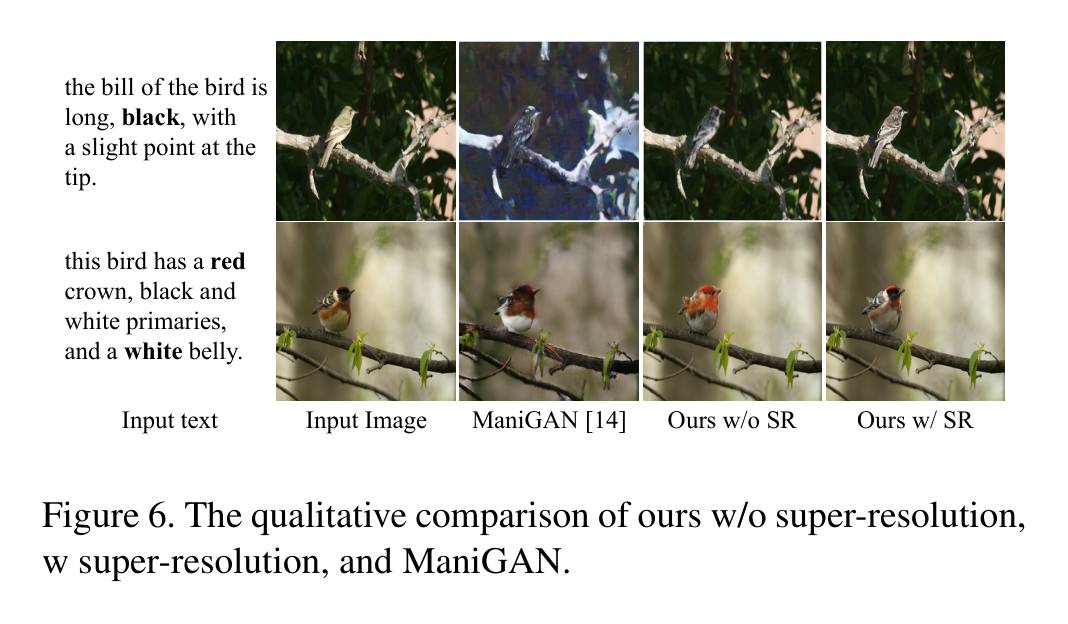 the bill of the bird is
long, black, with
a slight point at the
tip.
this bird has a red
crown, black and
white primaries,
and a white belly.
Input text
Input Image
ManiGAN [14]
Ours w/o SR
Ours w/ SR
Figure 6. The qualitative comparison of ours w/o super-resolution,
w super-resolution, and ManiGAN.